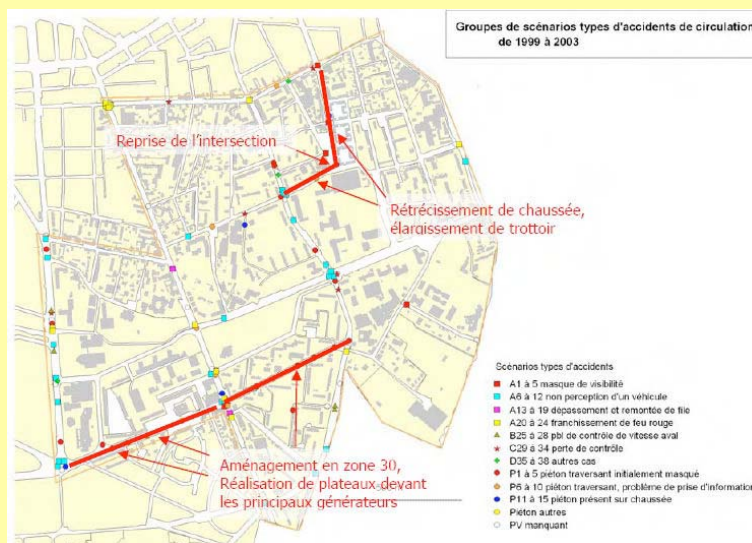 Groupes de scénarios types d'accidents de circulation
de 1999 à 2003
Reprise de l'intersection
Rétrécissement de chaussée,
élargissement de trottoir
Aménagement en zone 30,
Réalisation de plateaux devant
les principaux générateurs
Scénarios types d'accidents
A1 à 5 masque de visibilité
A6 à 12 non perception d'un véhicule
A13 à 19 dépassement et remontée de file
A20 à 24 franchissement de feu rouge
B25 à 28 pbl de contrôle de vitesse aval
C29 à 34 perte de contrôle
D35 à 38 autres cas
P1 à 5 piéton traversant initialement masqué
P6 à 10 piéton traversant, problème de prise d'information
P11 à 15 piéton présent sur chaussée
Piéton autres
PV manquant